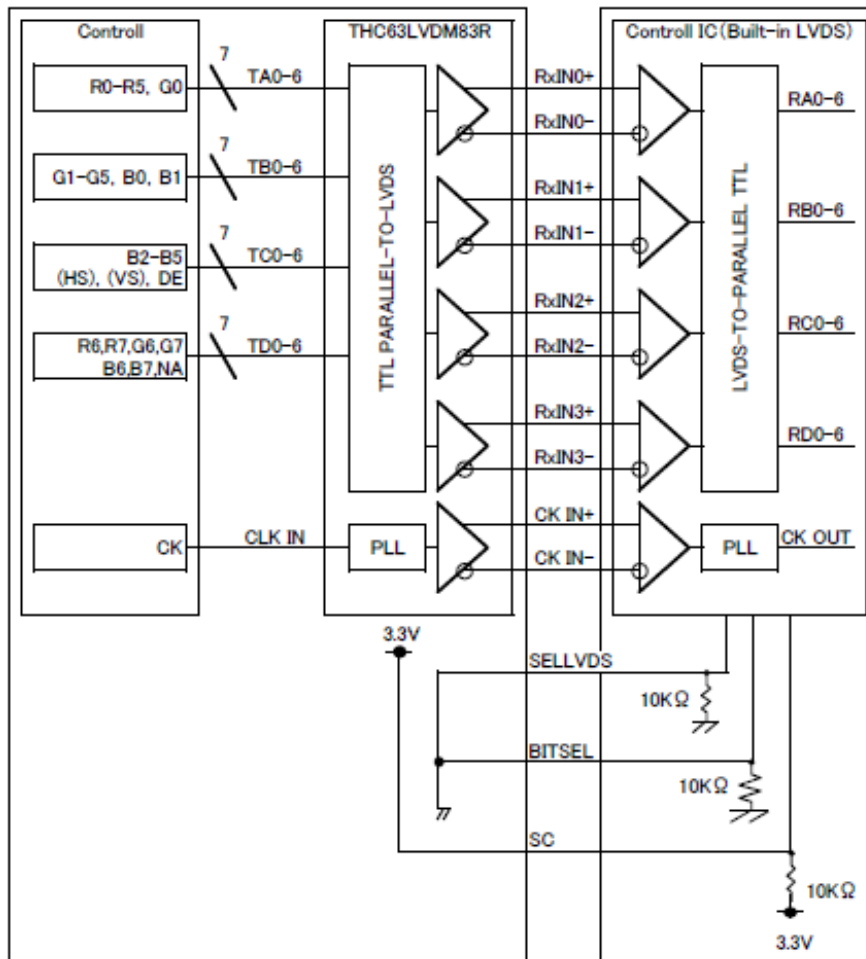 Controll
THC63LVDM83R
Controll IC(Built-in LVDS)
R0-R5, G0
7
TA0-6
G1-G5, B0, B1
7
TB0-6
B2-B5
(HS), (VS), DE
7
TC0-6
R6,R7,G6,G7
B6,B7,NA
7
TD0-6
CK
CLK IN
TTL PARALLEL-TO-LVDS
PLL
RxIN0+
RxIN0-
RxIN1+
RxIN1-
RxIN2+
RxIN2-
RxIN3+
RxIN3-
CK IN+
CK IN-
LVDS-TO-PARALLEL TTL
PLL
RA0-6
RB0-6
RC0-6
RD0-6
CK OUT
3.3V
SELLVDS
10KΩ
BITSEL
10KΩ
SC
10KΩ
3.3V